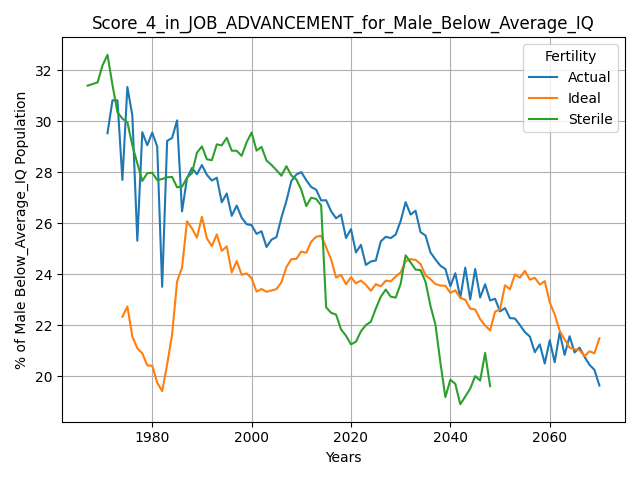 Score_4_in_JOB_ADVANCEMENT_for_Male_Below_Average_IQ
% of Male Below_Average_IQ Population
32
30
28
26
24
22
20
Fertility
Actual
Ideal
Sterile
1980 2000 2020 2040 2060
Years